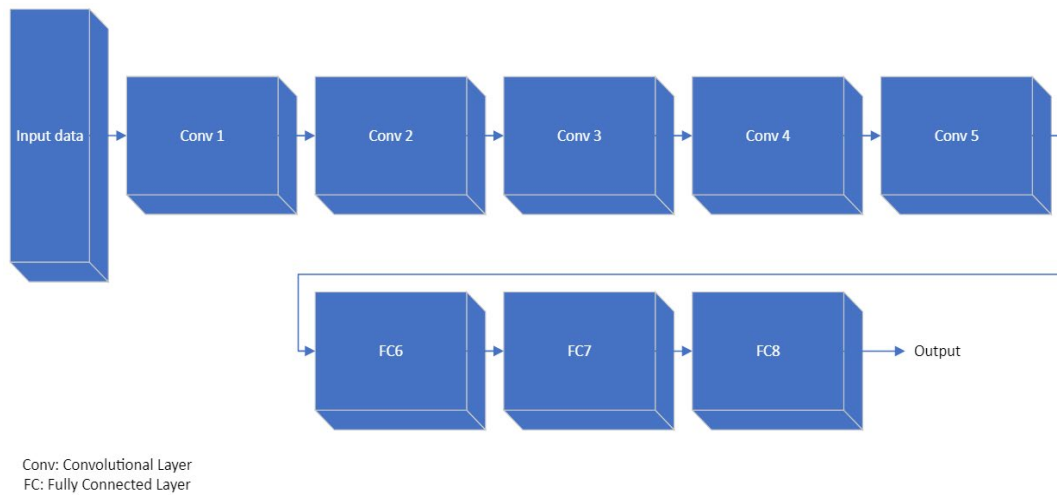 Input data
Conv 1
Conv 2
Conv 3
Conv 4
Conv 5
FC6
FC7
FC8
Output
Conv: Convolutional Layer
FC: Fully Connected Layer